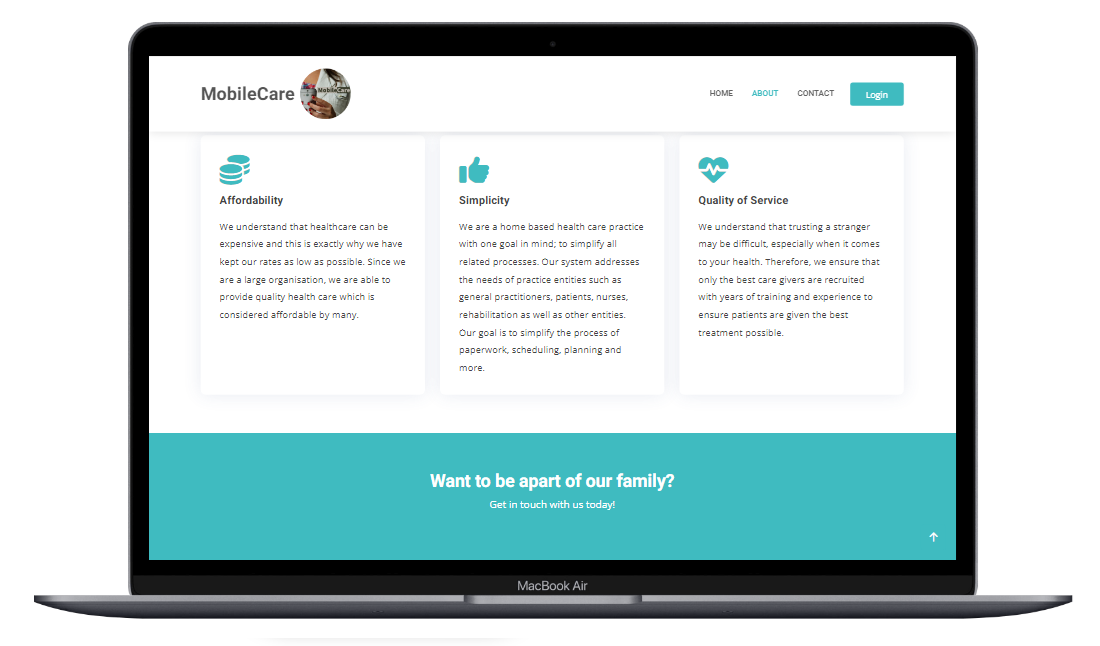 MobileCare
MobileCare
HOME ABOUT CONTACT Login
Affordability
We understand that healthcare can be
expensive and this is exactly why we have
kept our rates as low as possible. Since we
are a large organisation, we are able to
provide quality health care which is
considered affordable by many.
Simplicity
We are a home based health care practice
with one goal in mind; to simplify all
related processes. Our system addresses
the needs of practice entities such as
general practitioners, patients, nurses,
rehabilitation as well as other entities.
Our goal is to simplify the process of
paperwork, scheduling, planning and
more.
Quality of Service
We understand that trusting a stranger
may be difficult, especially when it comes
to your health. Therefore, we ensure that
only the best care givers are recruited
with years of training and experience to
ensure patients are given the best
treatment possible.
Want to be apart of our family?
Get in touch with us today!
MacBook Air